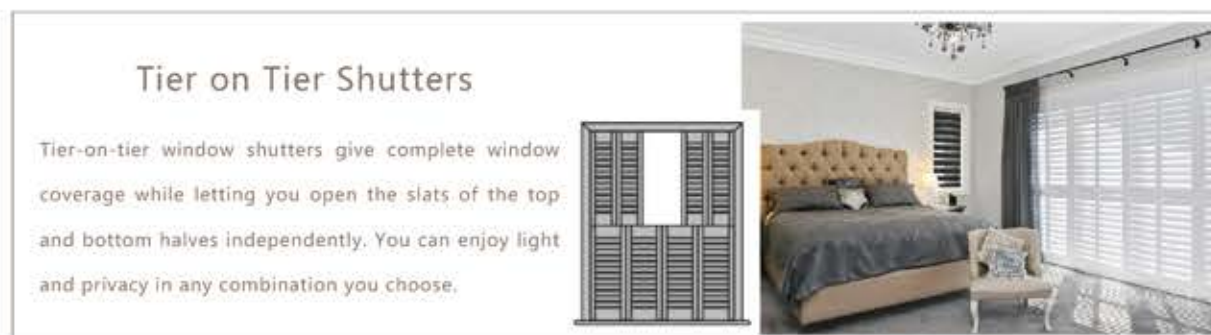 Tier on Tier Shutters
Tier-on-tier window shutters give complete window
coverage while letting you open the slats of the top
and bottom halves independently. You can enjoy light
and privacy in any combination you choose.